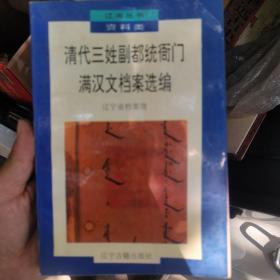 辽海丛书
资料类
清代三姓副都统衙门
满汉文档案选编
辽宁省档案馆
辽宁古籍出版社